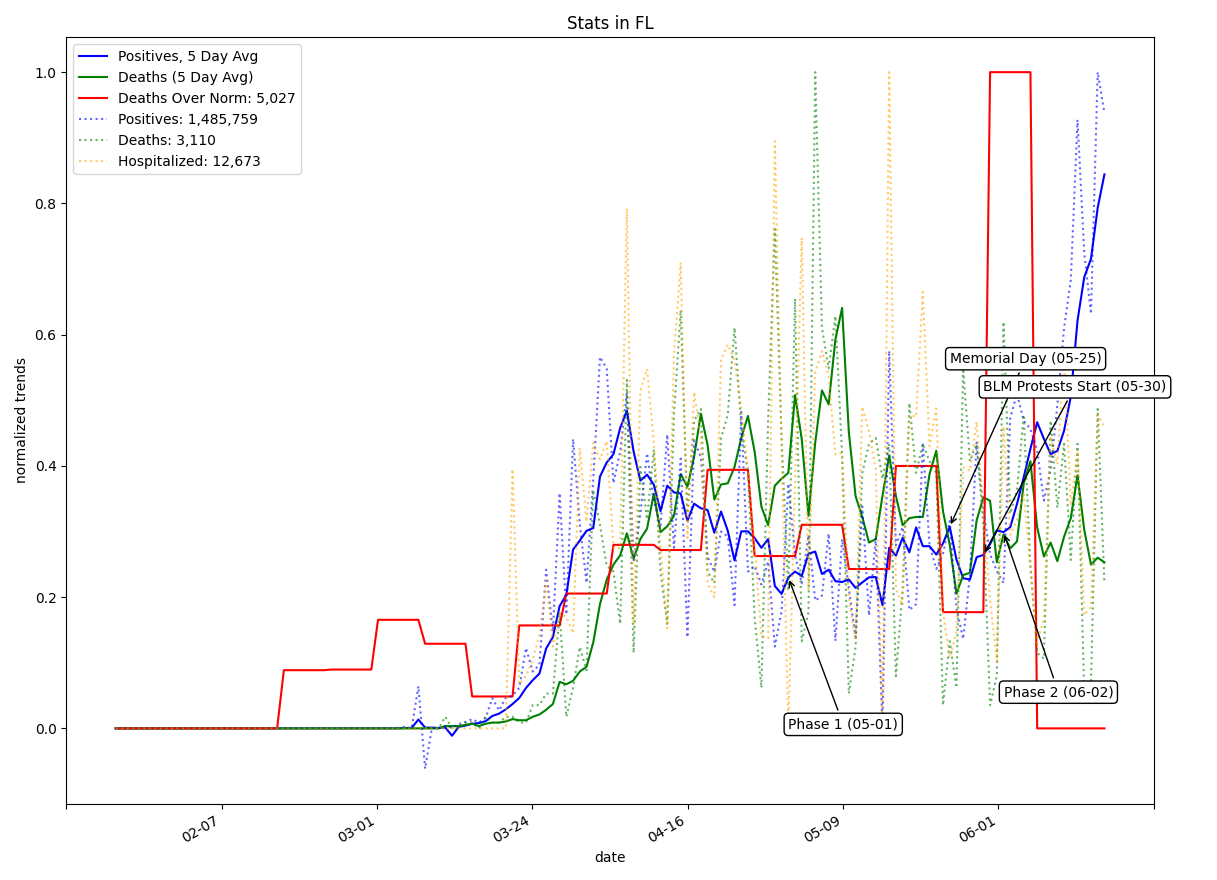 Stats in FL
Positives, 5 Day Avg
Deaths (5 Day Avg)
Deaths Over Norm: 5,027
Positives: 1,485,759
Deaths: 3,110
Hospitalized: 12,673
normalized trends
1.0
0.8
0.6
0.4
0.2
0.0
Memorial Day (05-25)
BLM Protests Start (05-30)
Phase 2 (06-02)
Phase 1 (05-01)
02-07
03-01
03-24
04-16
05-09
06-01
date